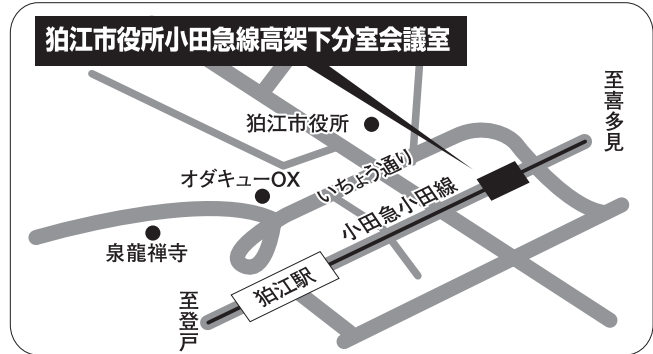 狛江市役所小田急線高架下分室会議室
至喜多見
狛江市役所
いちょう通り
オダキューOX
小田急小田線
泉龍禅寺
狛江駅
至登戸